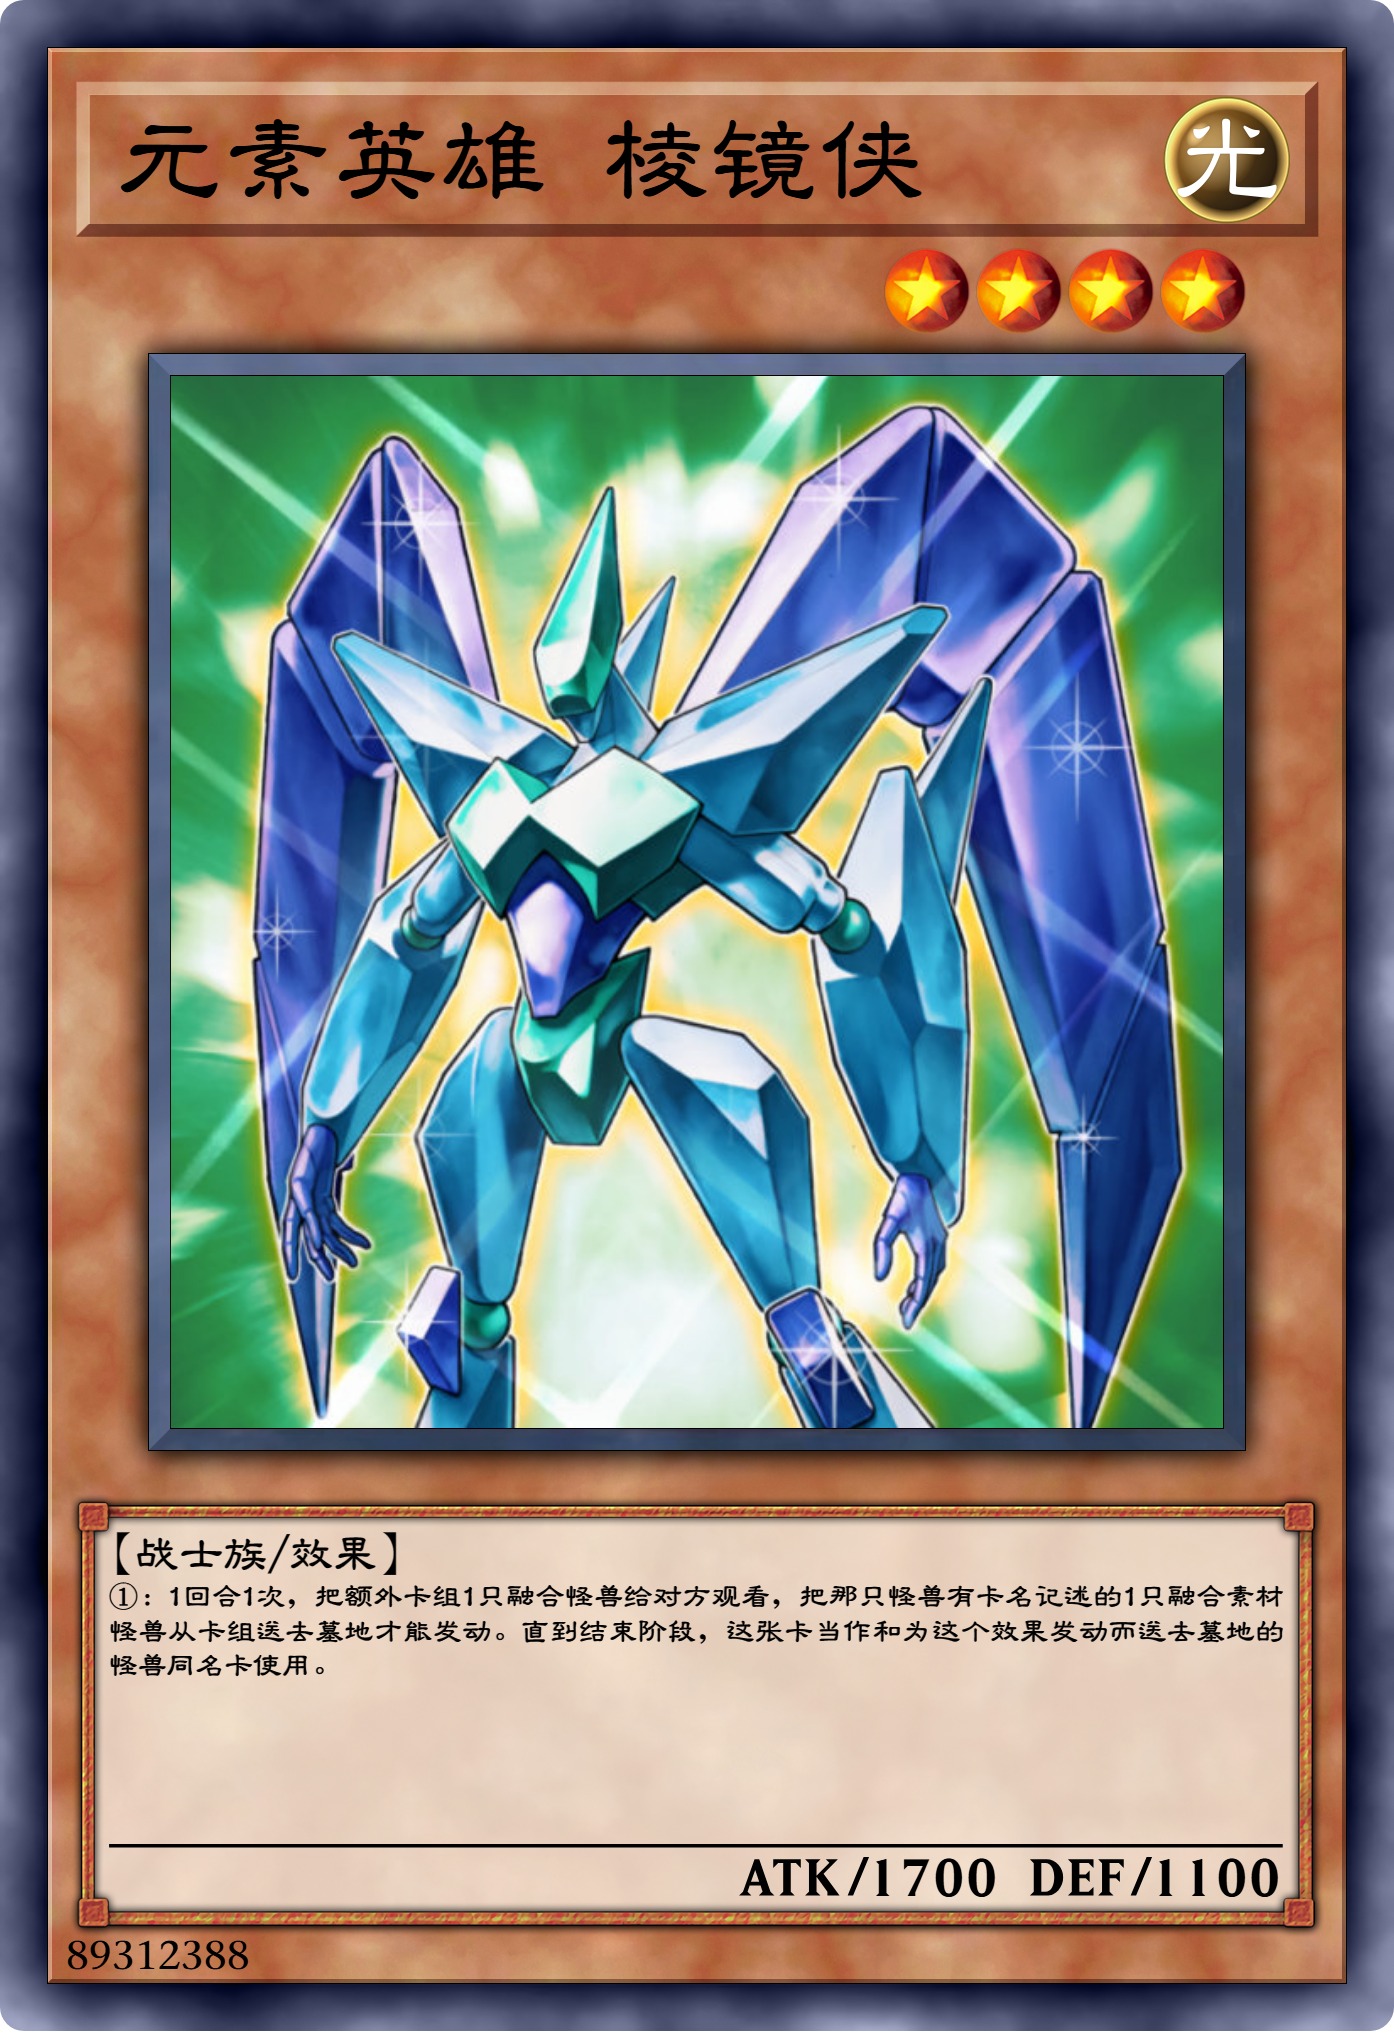 元素英雄 棱镜侠
光
【战士族/效果】
①：1回合1次，把额外卡组1只融合怪兽给对方观看，把那只怪兽有卡名记述的1只融合素材
怪兽从卡组送去墓地才能发动。直到结束阶段，这张卡当作和为这个效果发动而送去墓地的
怪兽同名卡使用。
ATK/1700 DEF/1100
89312388